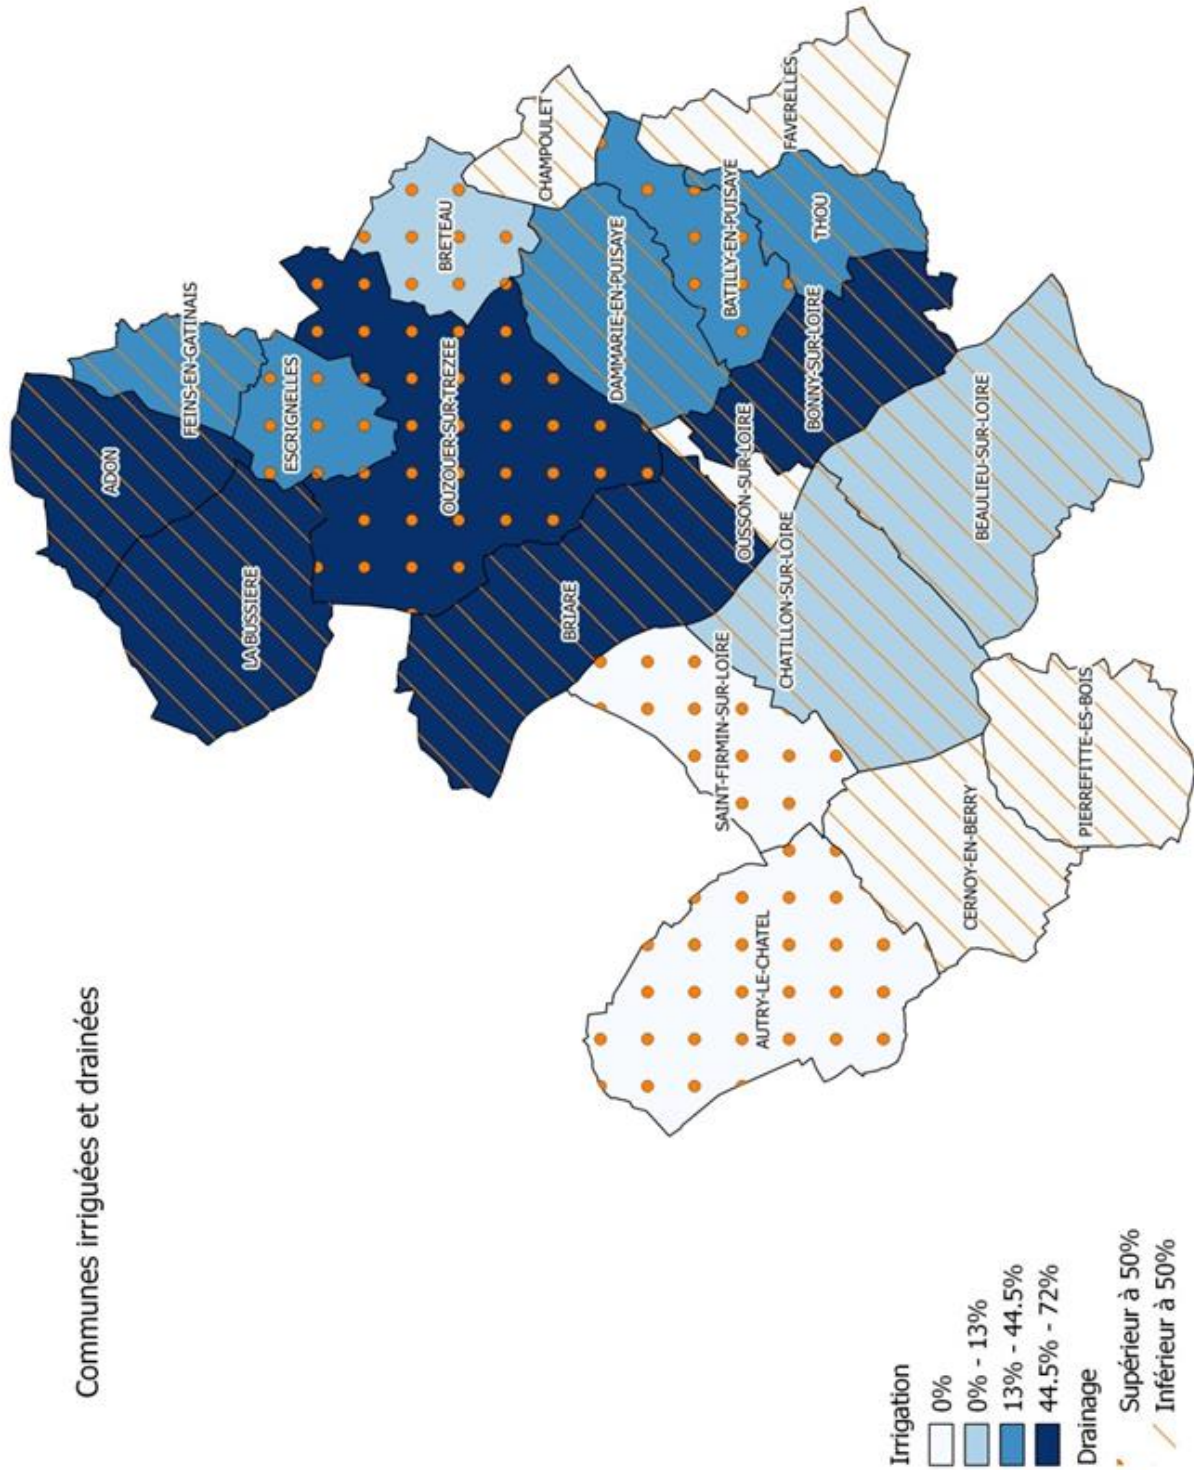 Communes irriguées et drainées
ADON
FEINS-EN-GATINAIS
LA BUSSIERE
ESCRIGNELLES
OUZOUER-SUR-TREZEE
BRETEAU
CHAMPOULET
BRIARE
DAMMARIE-EN-PUISAYE
BATILLY-EN-PUISAYE
FAVERELLES
THOU
OUSSON-SUR-LOIRE
BONNY-SUR-LOIRE
SAINT-FIRMIN-SUR-LOIRE
CHATILLON-SUR-LOIRE
BEAULIEU-SUR-LOIRE
AUTRY-LE-CHATEL
CERNOY-EN-BERRY
PIERREFITTE-ES-BOIS
Irrigation
0%
0% - 13%
13% - 44.5%
44.5% - 72%
Drainage
Supérieur à 50%
Inférieur à 50%